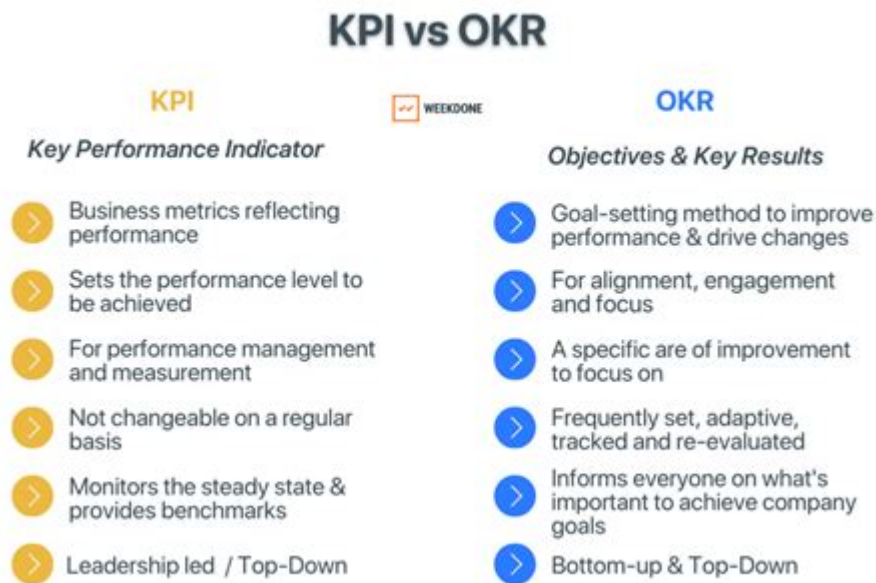 KPI vs OKR
KPI
WEEKDONE
OKR
Key Performance Indicator
Objectives & Key Results
Business metrics reflecting
performance
Sets the performance level to
be achieved
For performance management
and measurement
Not changeable on a regular
basis
Monitors the steady state &
provides benchmarks
Leadership led / Top-Down
Goal-setting method to improve
performance & drive changes
For alignment, engagement
and focus
A specific are of improvement
to focus on
Frequently set, adaptive,
tracked and re-evaluated
Informs everyone on what's
important to achieve company
goals
Bottom-up & Top-Down